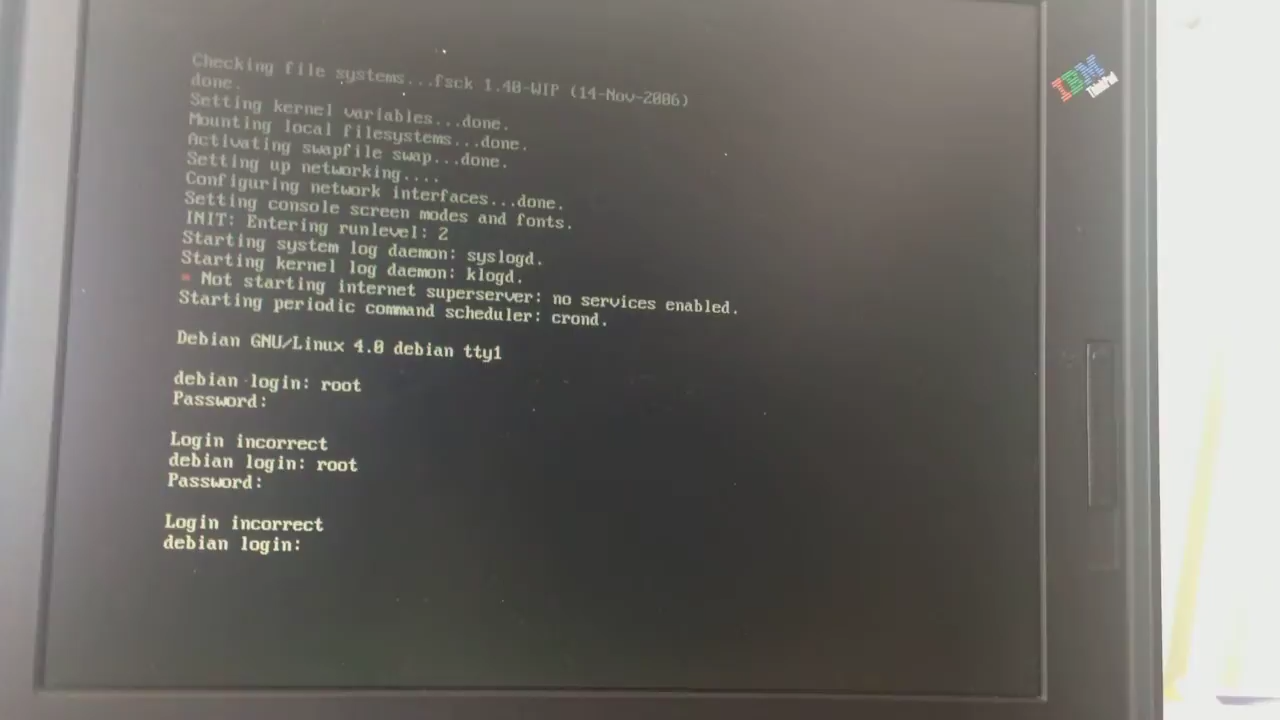 Checking file systems...fsck 1.40-WIP (14-Nov-2006)
done.
Setting kernel variables...done.
Mounting local filesystems...done.
Activating swapfile swap...done.
Setting up networking....
Configuring network interfaces...done.
Setting console screen modes and fonts.
INIT: Entering runlevel: 2
Starting system log daemon: syslogd.
Starting kernel log daemon: klogd.
* Not starting internet superserver: no services enabled.
Starting periodic command scheduler: crond.
Debian GNU/Linux 4.0 debian tty1
debian login: root
Password:
Login incorrect
debian login: root
Password:
Login incorrect
debian login:
IBM
ThinkPad